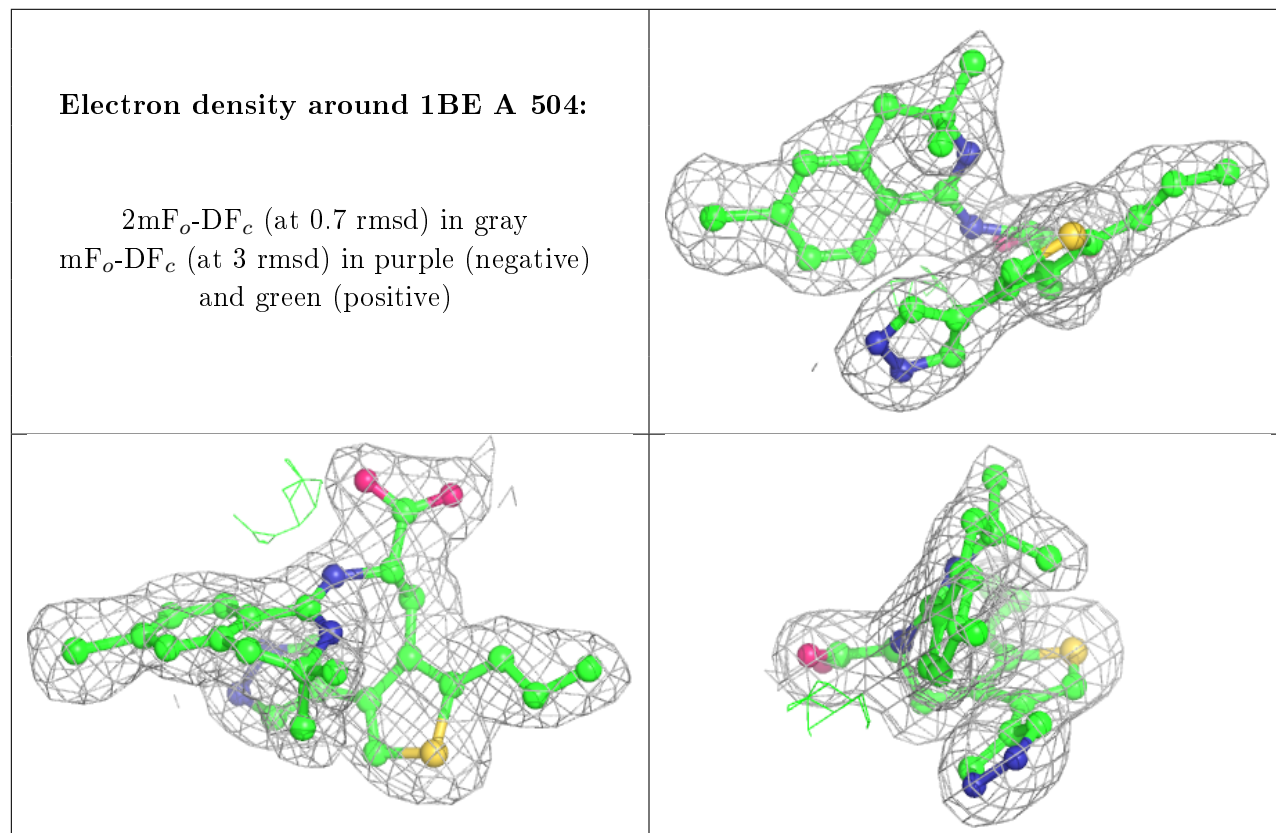 Electron density around 1BE A 504:
2mFo-DFc (at 0.7 rmsd) in gray
mFo-DFc (at 3 rmsd) in purple (negative)
and green (positive)